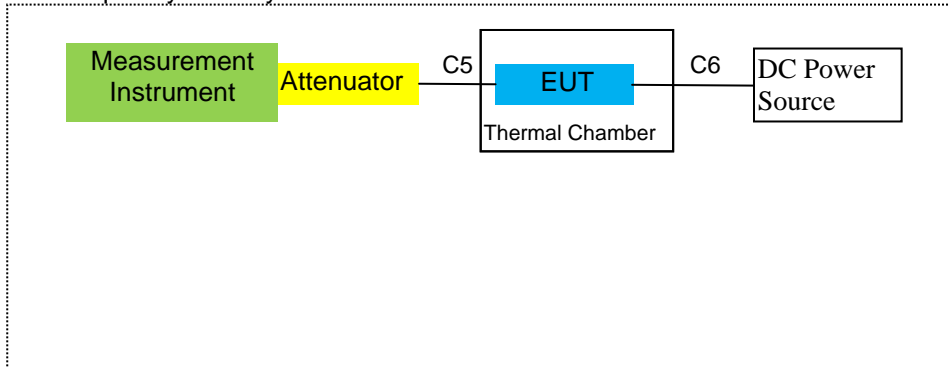 Measurement
Instrument
Attenuator
C5
EUT
Thermal Chamber
C6
DC Power
Source